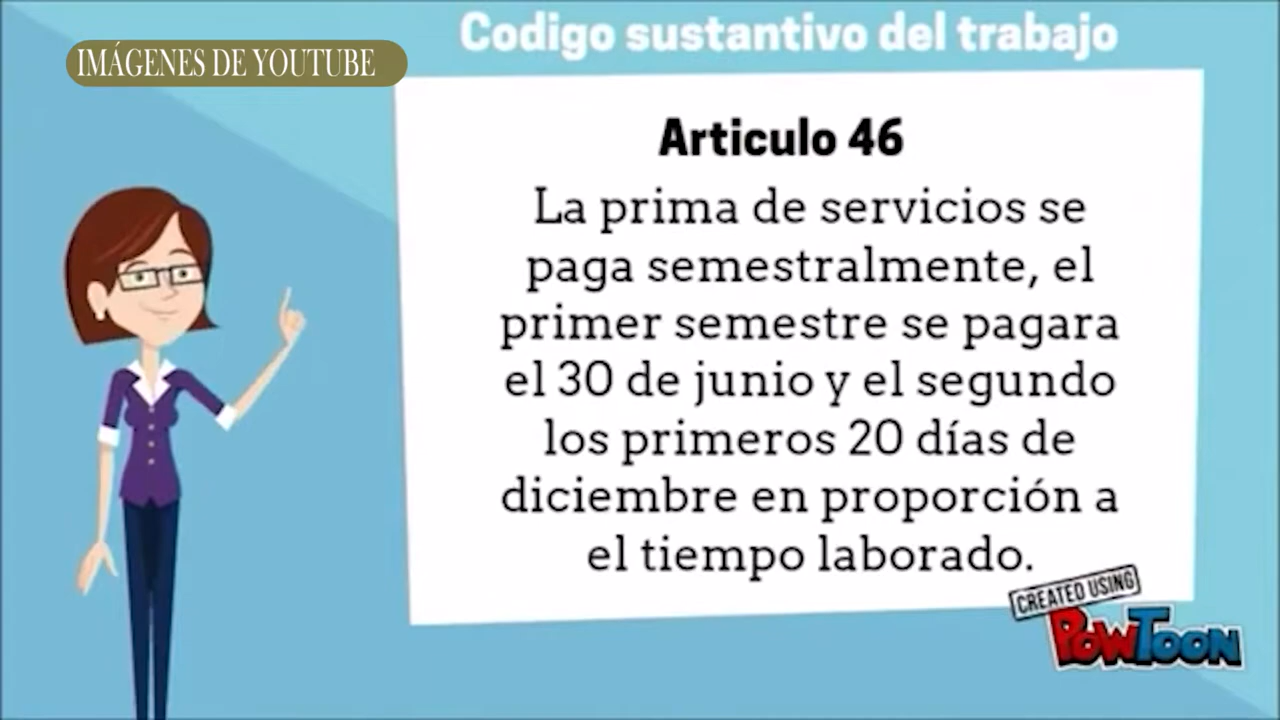 Codigo sustantivo del trabajo
IMÁGENES DE YOUTUBE
Articulo 46
La prima de servicios se
paga semestralmente, el
primer semestre se pagara
el 30 de junio y el segundo
los primeros 20 días de
diciembre en proporción a
el tiempo laborado.
CREATED USING
POWTOON